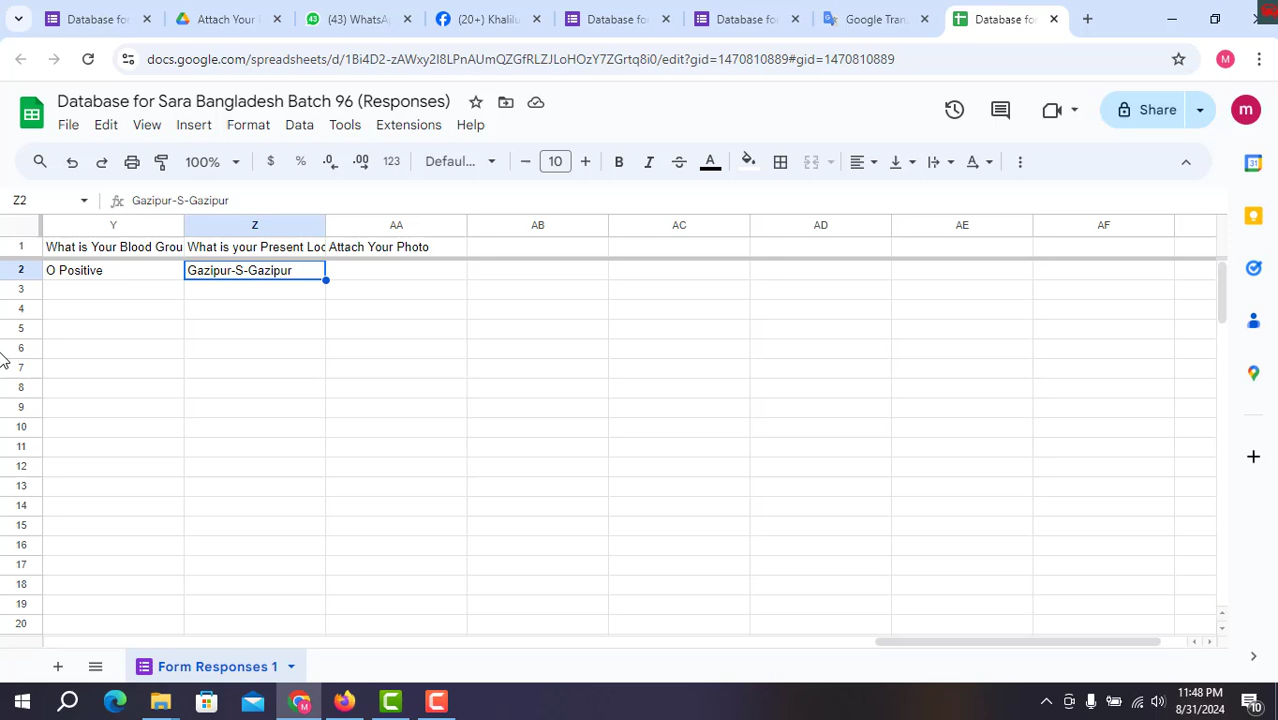 Database fo
Attach Your
(43) WhatsA
(20+) Khalilu
Database fo
Database fo
Google Tran
Database fo
docs.google.com/spreadsheets/d/1Bi4D2-zAWxy2I8LPnAUmQZGfRLZJLoHOzY7ZGrtq8i0/edit?gid=1470810889#gid=1470810889
M
Database for Sara Bangladesh Batch 96 (Responses)
Share
m
File Edit View Insert Format Data Tools Extensions Help
100% $ % .0 .00 123 Defaul... 10 B I S A
Z2 fx Gazipur-S-Gazipur
Y Z AA AB AC AD AE AF
1 What is Your Blood Grou What is your Present Loc Attach Your Photo
2 O Positive Gazipur-S-Gazipur
3
4
5
6
7
8
9
10
11
12
13
14
15
16
17
18
19
20
Form Responses 1
11:48 PM
8/31/2024
10